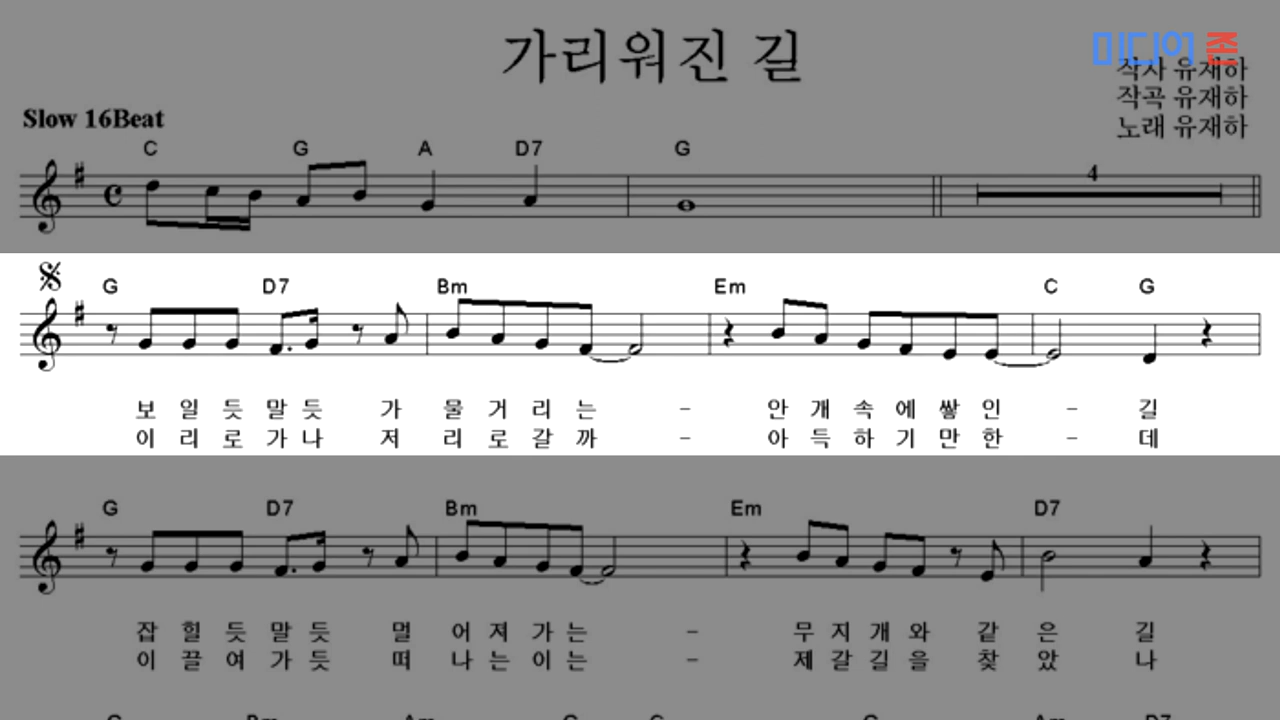 가리워진 길
미디어 존
작사 유재하
작곡 유재하
노래 유재하
Slow 16Beat
C G A D7 G
4
G D7 Bm Em C G
보 일 듯 말 듯 가 물 거 리 는 - 안 개 속 에 쌓 인 - 길
이 리 로 가 나 저 리 로 갈 까 - 아 득 하 기 만 한 - 데
G D7 Bm Em D7
잡 힐 듯 말 듯 멀 어 져 가 는 - 무 지 개 와 같 은 길
이 끌 여 가 듯 떠 나 는 이 는 - 제 갈 길 을 찾 았 나